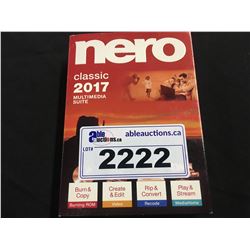 nero
classic
2017
MULTIMEDIA
SUITE
ableauctions.ca
able
auctions.ca
LOT#
2222
Burn &
Copy
Create
& Edit
Rip &
Convert
Play &
Stream
Burning ROM
Video
Recode
MediaHome